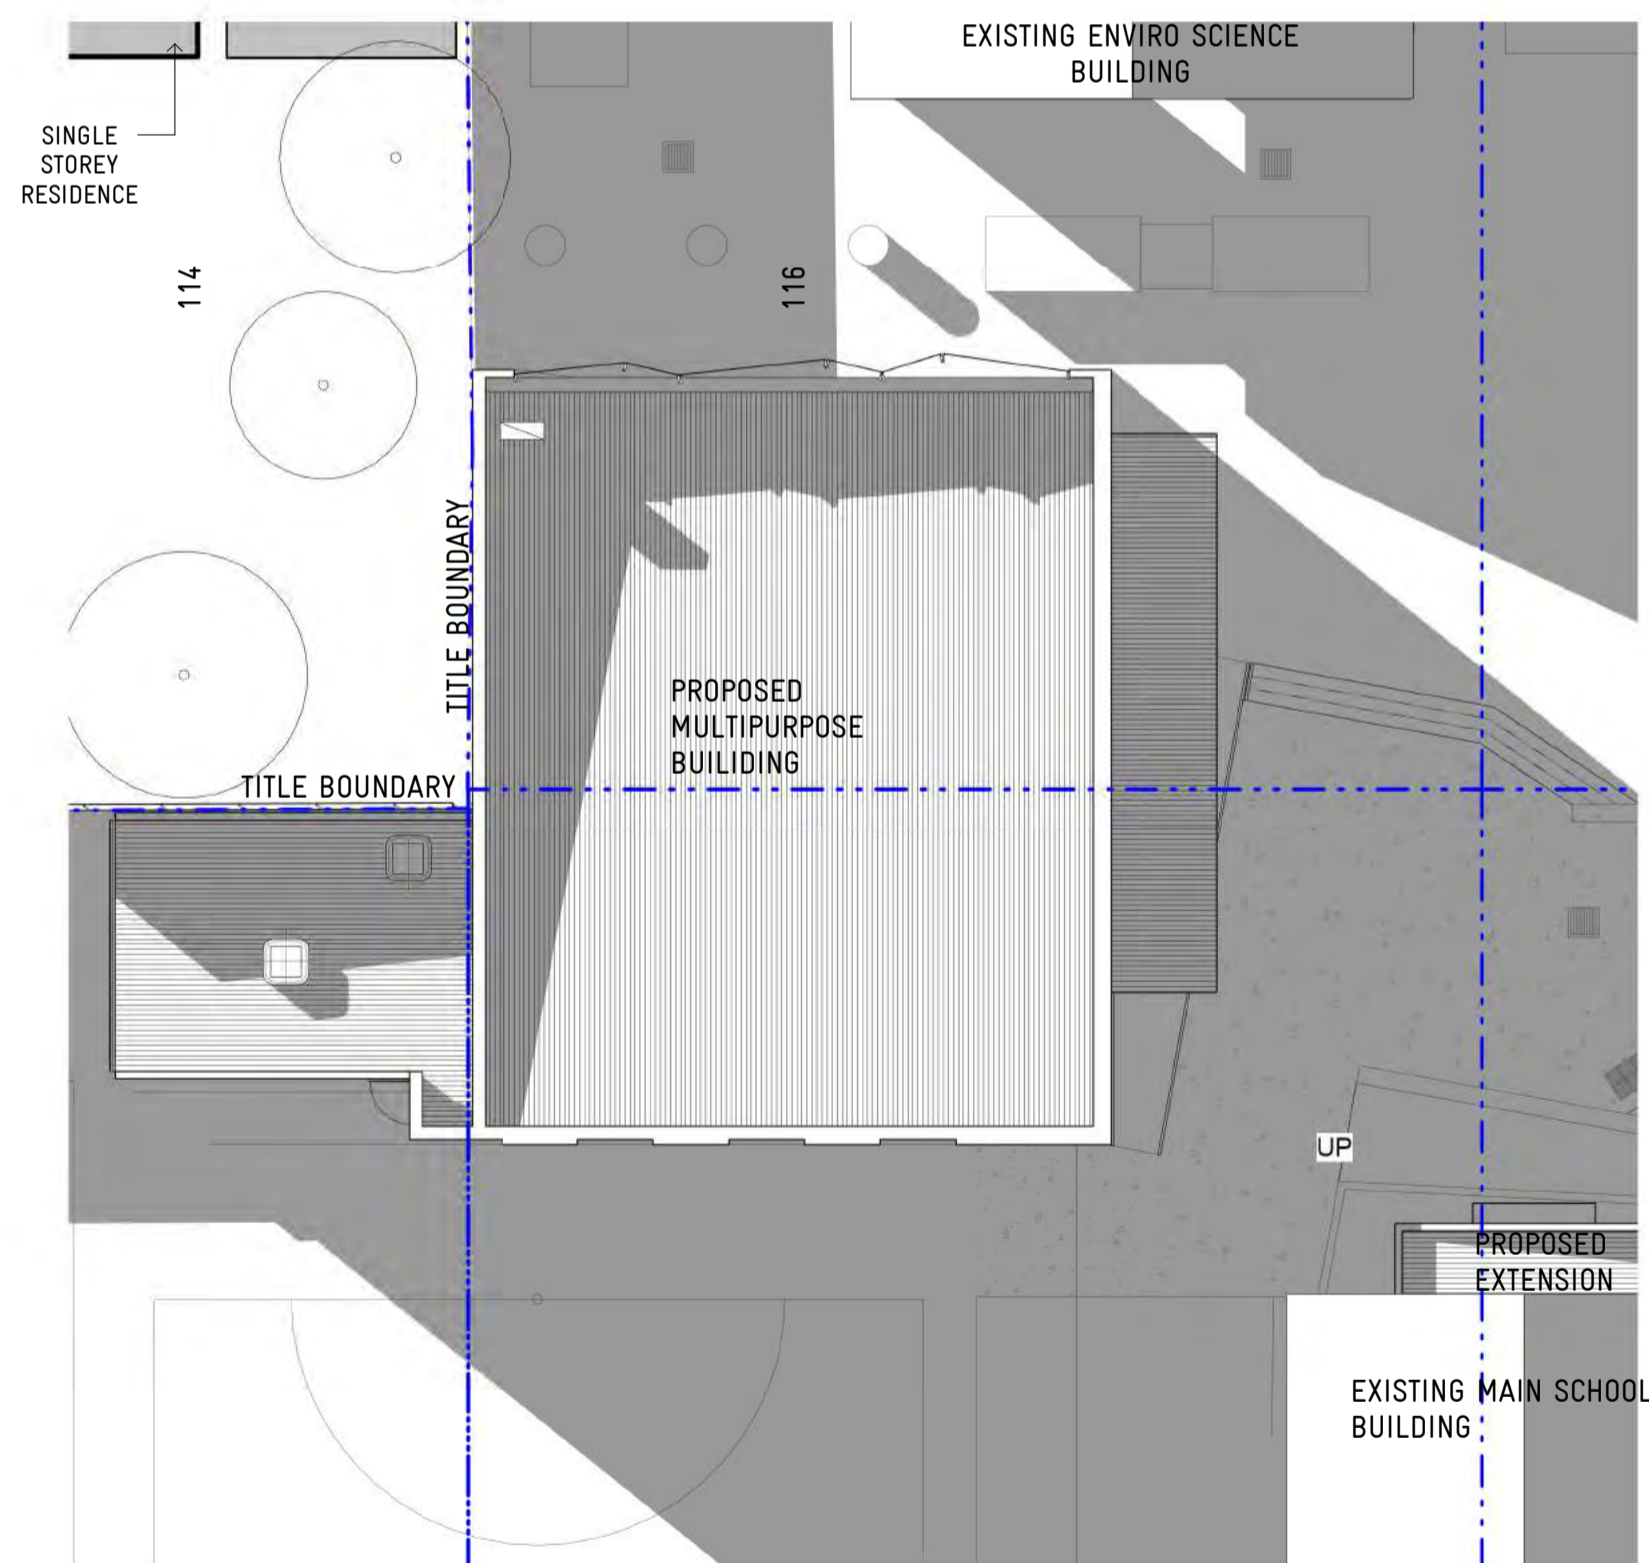 EXISTING ENVIRO SCIENCE
BUILDING
SINGLE
STOREY
RESIDENCE
114
116
TITLE BOUNDARY
PROPOSED
MULTIPURPOSE
BUILIDING
TITLE BOUNDARY
UP
PROPOSED
EXTENSION
EXISTING MAIN SCHOOL
BUILDING